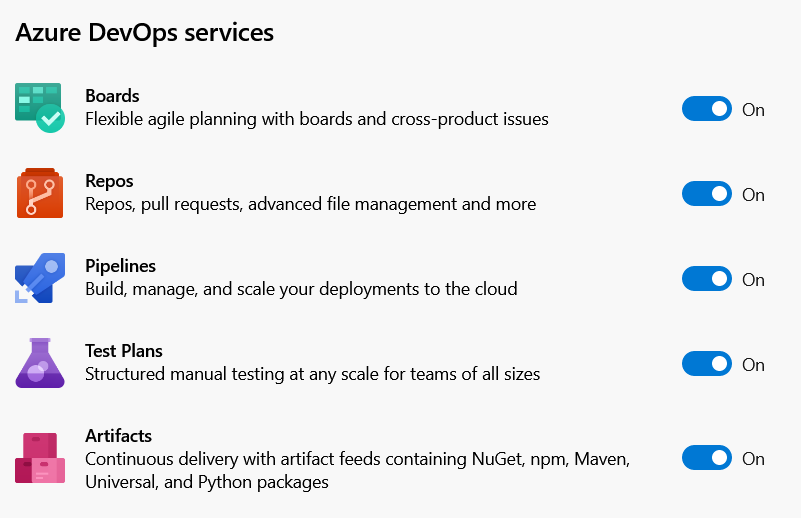 Azure DevOps services
Boards
Flexible agile planning with boards and cross-product issues
On
Repos
Repos, pull requests, advanced file management and more
On
Pipelines
Build, manage, and scale your deployments to the cloud
On
Test Plans
Structured manual testing at any scale for teams of all sizes
On
Artifacts
Continuous delivery with artifact feeds containing NuGet, npm, Maven,
Universal, and Python packages
On